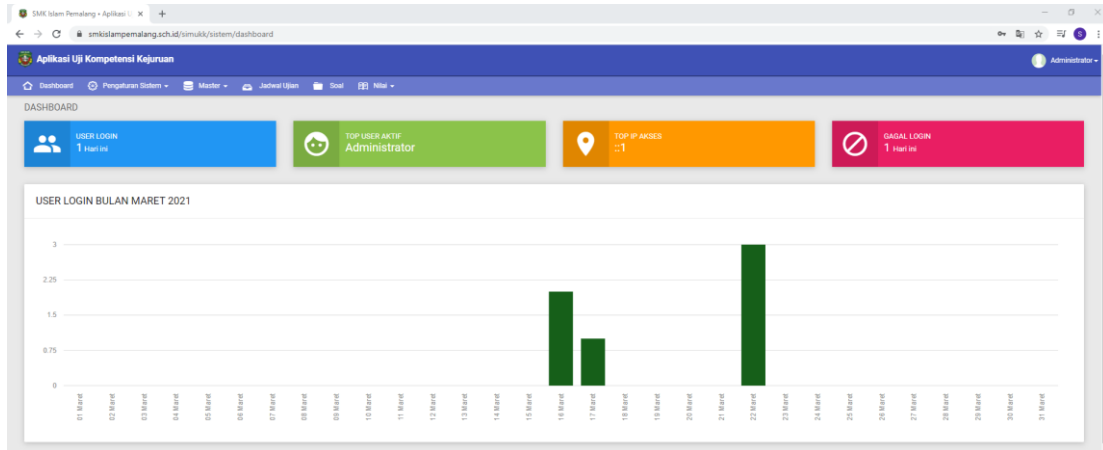 SMK Islam Pemalang • Aplikasi U
smkislampemalang.sch.id/simukk/sistem/dashboard
S
Aplikasi Uji Kompetensi Kejuruan
Administrator
Dashboard Pengaturan Sistem Master Jadwal Ujian Soal Nilai
DASHBOARD
USER LOGIN
1 Hari ini
TOP USER AKTIF
Administrator
TOP IP AKSES
::1
GAGAL LOGIN
1 Hari ini
USER LOGIN BULAN MARET 2021
3
2.25
1.5
0.75
0
01 Maret
02 Maret
03 Maret
04 Maret
05 Maret
06 Maret
07 Maret
08 Maret
09 Maret
10 Maret
11 Maret
12 Maret
13 Maret
14 Maret
15 Maret
16 Maret
17 Maret
18 Maret
19 Maret
20 Maret
21 Maret
22 Maret
23 Maret
24 Maret
25 Maret
26 Maret
27 Maret
28 Maret
29 Maret
30 Maret
31 Maret